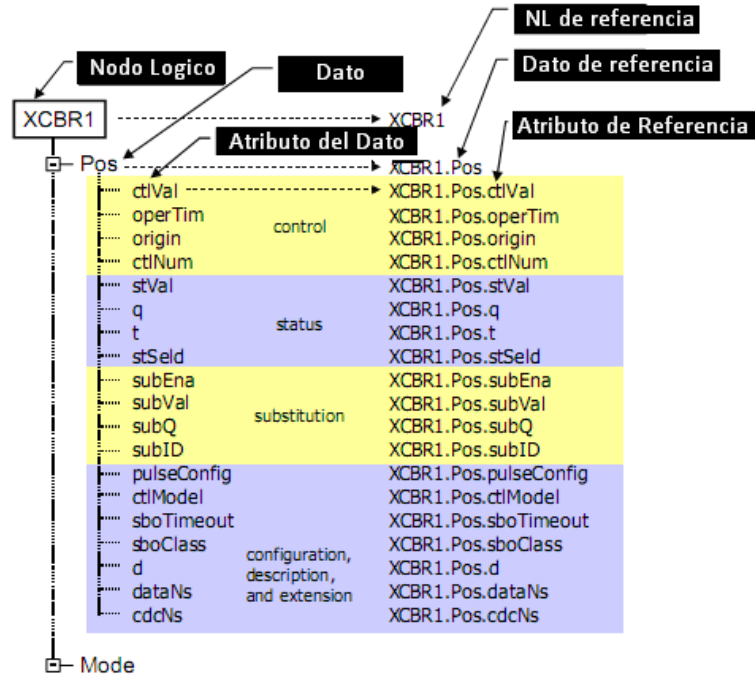 NL de referencia
Nodo Logico
Dato
Dato de referencia
XCBR1
XCBR1
Atributo del Dato
Atributo de Referencia
Pos
XCBR1.Pos
ctlVal
XCBR1.Pos.ctlVal
operTim
XCBR1.Pos.operTim
control
origin
XCBR1.Pos.origin
ctlNum
XCBR1.Pos.ctlNum
stVal
XCBR1.Pos.stVal
q
XCBR1.Pos.q
status
t
XCBR1.Pos.t
stSeld
XCBR1.Pos.stSeld
subEna
XCBR1.Pos.subEna
subVal
XCBR1.Pos.subVal
substitution
subQ
XCBR1.Pos.subQ
subID
XCBR1.Pos.subID
pulseConfig
XCBR1.Pos.pulseConfig
ctlModel
XCBR1.Pos.ctlModel
sboTimeout
XCBR1.Pos.sboTimeout
sboClass
XCBR1.Pos.sboClass
configuration,
description,
and extension
d
XCBR1.Pos.d
dataNs
XCBR1.Pos.dataNs
cdcNs
XCBR1.Pos.cdcNs
Mode